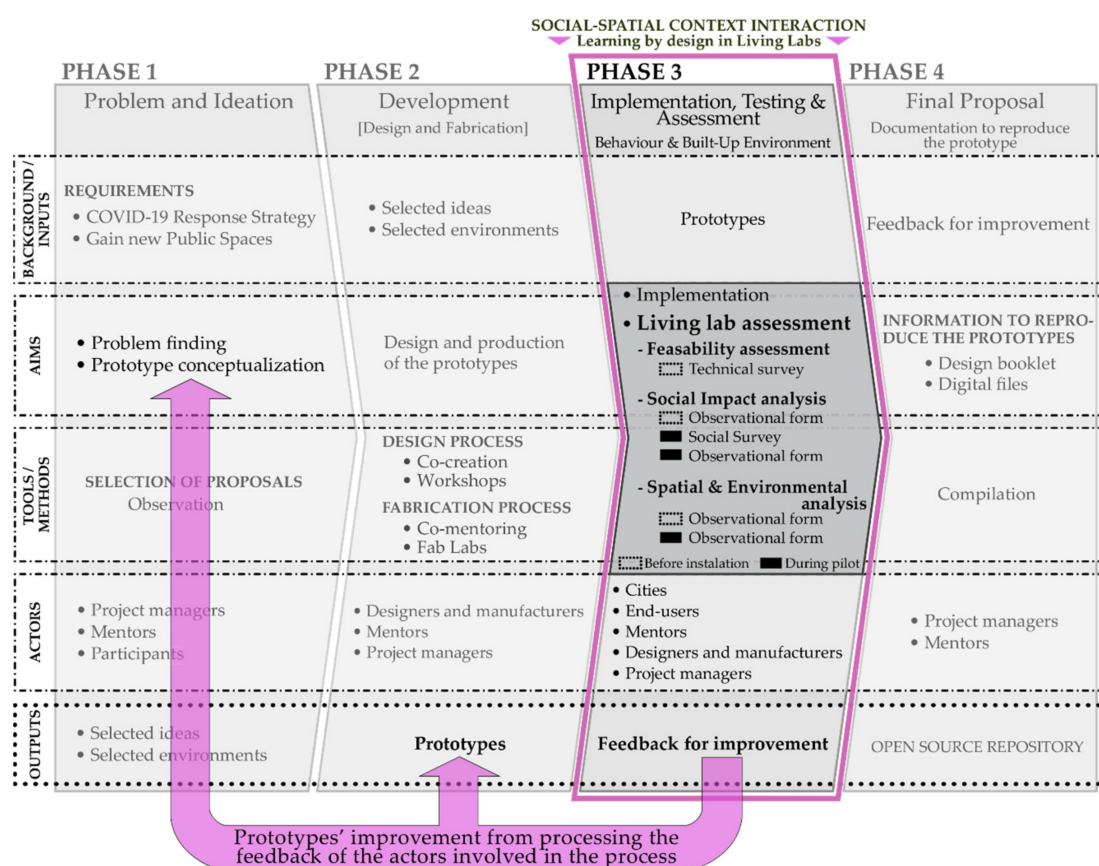 SOCIAL-SPATIAL CONTEXT INTERACTION
Learning by design in Living Labs
PHASE 1
Problem and Ideation
PHASE 2
Development
[Design and Fabrication]
PHASE 3
Implementation, Testing &
Assessment
Behaviour & Built-Up Environment
PHASE 4
Final Proposal
Documentation to reproduce
the prototype
BACKGROUND /
INPUTS
REQUIREMENTS
• COVID-19 Response Strategy
• Gain new Public Spaces
• Selected ideas
• Selected environments
Prototypes
Feedback for improvement
AIMS
• Problem finding
• Prototype conceptualization
Design and production
of the prototypes
• Implementation
• Living lab assessment
- Feasability assessment
Technical survey
- Social Impact analysis
Observational form
Social Survey
Observational form
- Spatial & Environmental
analysis
Observational form
Observational form
Before instalation
During pilot
INFORMATION TO REPRO-
DUCE THE PROTOTYPES
• Design booklet
• Digital files
TOOLS /
METHODS
SELECTION OF PROPOSALS
Observation
DESIGN PROCESS
• Co-creation
• Workshops
FABRICATION PROCESS
• Co-mentoring
• Fab Labs
Compilation
ACTORS
• Project managers
• Mentors
• Participants
• Designers and manufacturers
• Mentors
• Project managers
• Cities
• End-users
• Mentors
• Designers and manufacturers
• Project managers
• Project managers
• Mentors
OUTPUTS
• Selected ideas
• Selected environments
Prototypes
Feedback for improvement
OPEN SOURCE REPOSITORY
Prototypes' improvement from processing the
feedback of the actors involved in the process